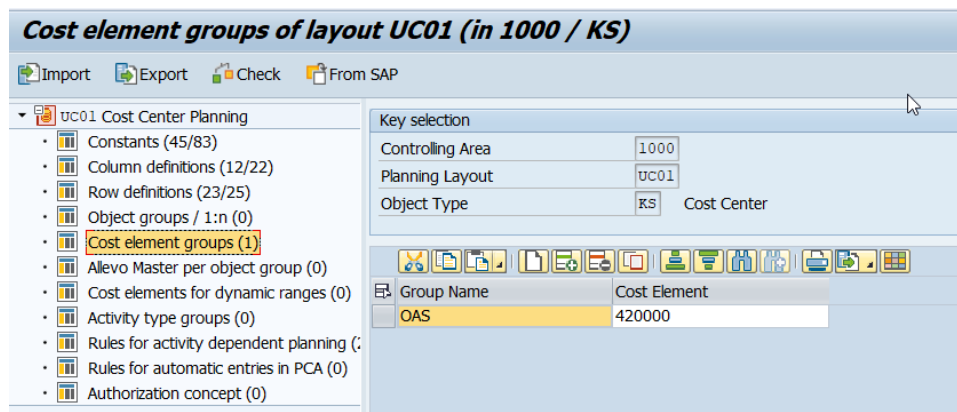 Cost element groups of layout UC01 (in 1000 / KS)
Import Export Check From SAP
UC01 Cost Center Planning
Constants (45/83)
Column definitions (12/22)
Row definitions (23/25)
Object groups / 1:n (0)
Cost element groups (1)
Allevo Master per object group (0)
Cost elements for dynamic ranges (0)
Activity type groups (0)
Rules for activity dependent planning (2
Rules for automatic entries in PCA (0)
Authorization concept (0)
Key selection
Controlling Area 1000
Planning Layout UC01
Object Type KS Cost Center
Group Name Cost Element
OAS 420000